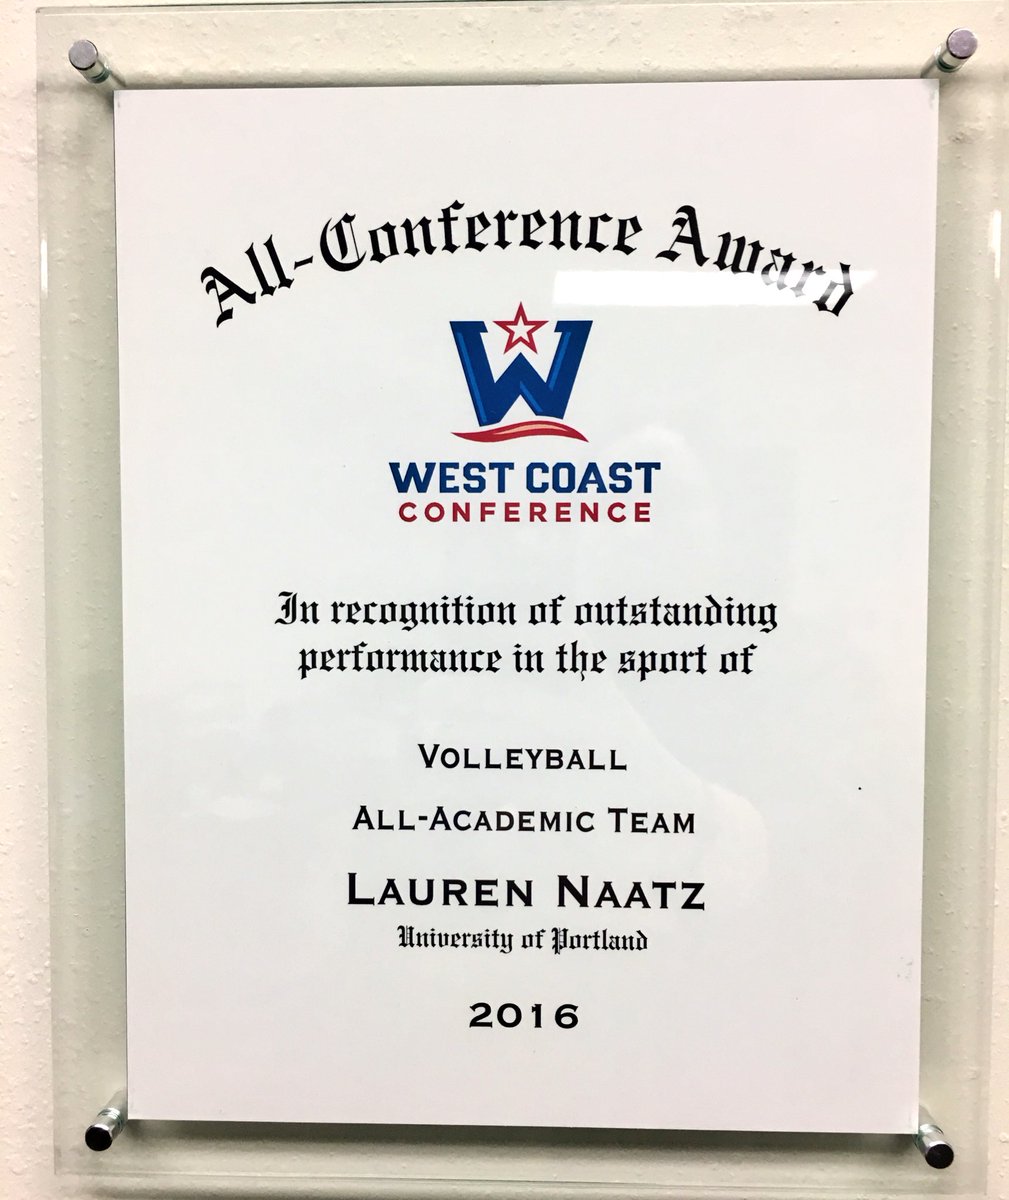 All-Conference Award
W
WEST COAST
CONFERENCE
In recognition of outstanding
performance in the sport of
VOLLEYBALL
ALL-ACADEMIC TEAM
LAUREN NAATZ
University of Portland
2016